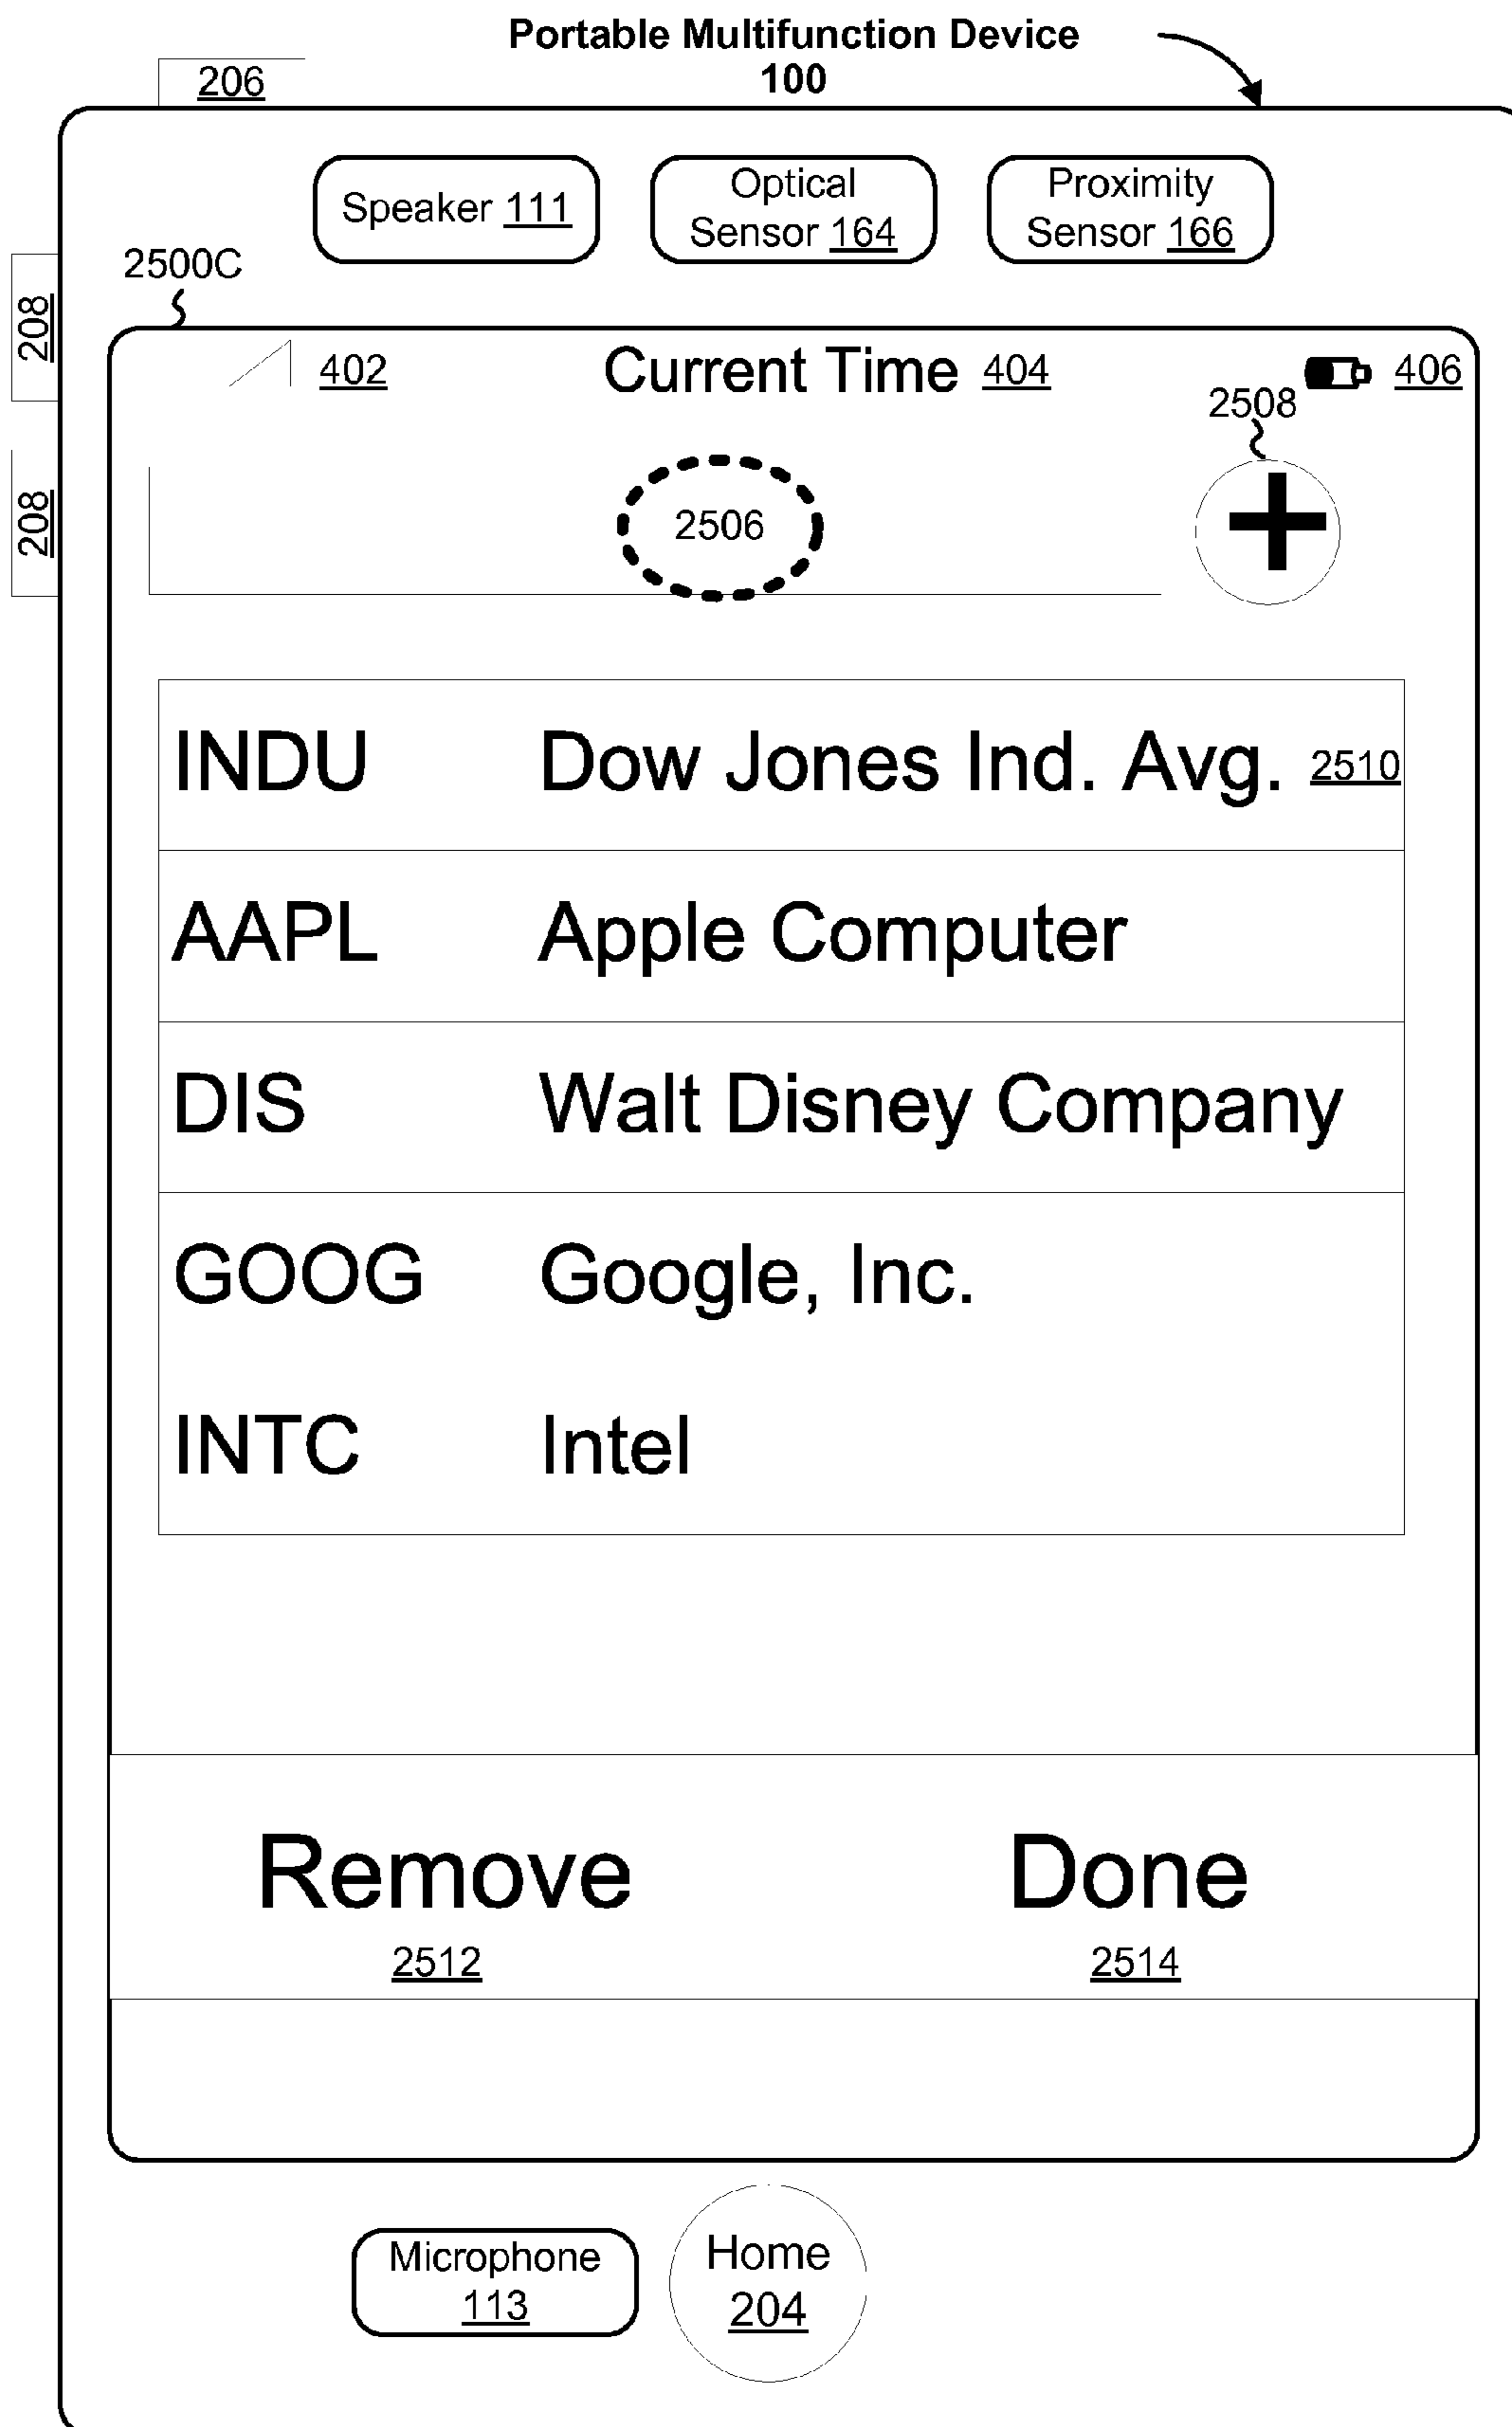 Portable Multifunction Device
100
206
Speaker 111
Optical
Sensor 164
Proximity
Sensor 166
2500C
208
402
Current Time 404
406
2508
208
2506
INDU Dow Jones Ind. Avg. 2510
AAPL Apple Computer
DIS Walt Disney Company
GOOG Google, Inc.
INTC Intel
Remove Done
2512 2514
Microphone
113
Home
204